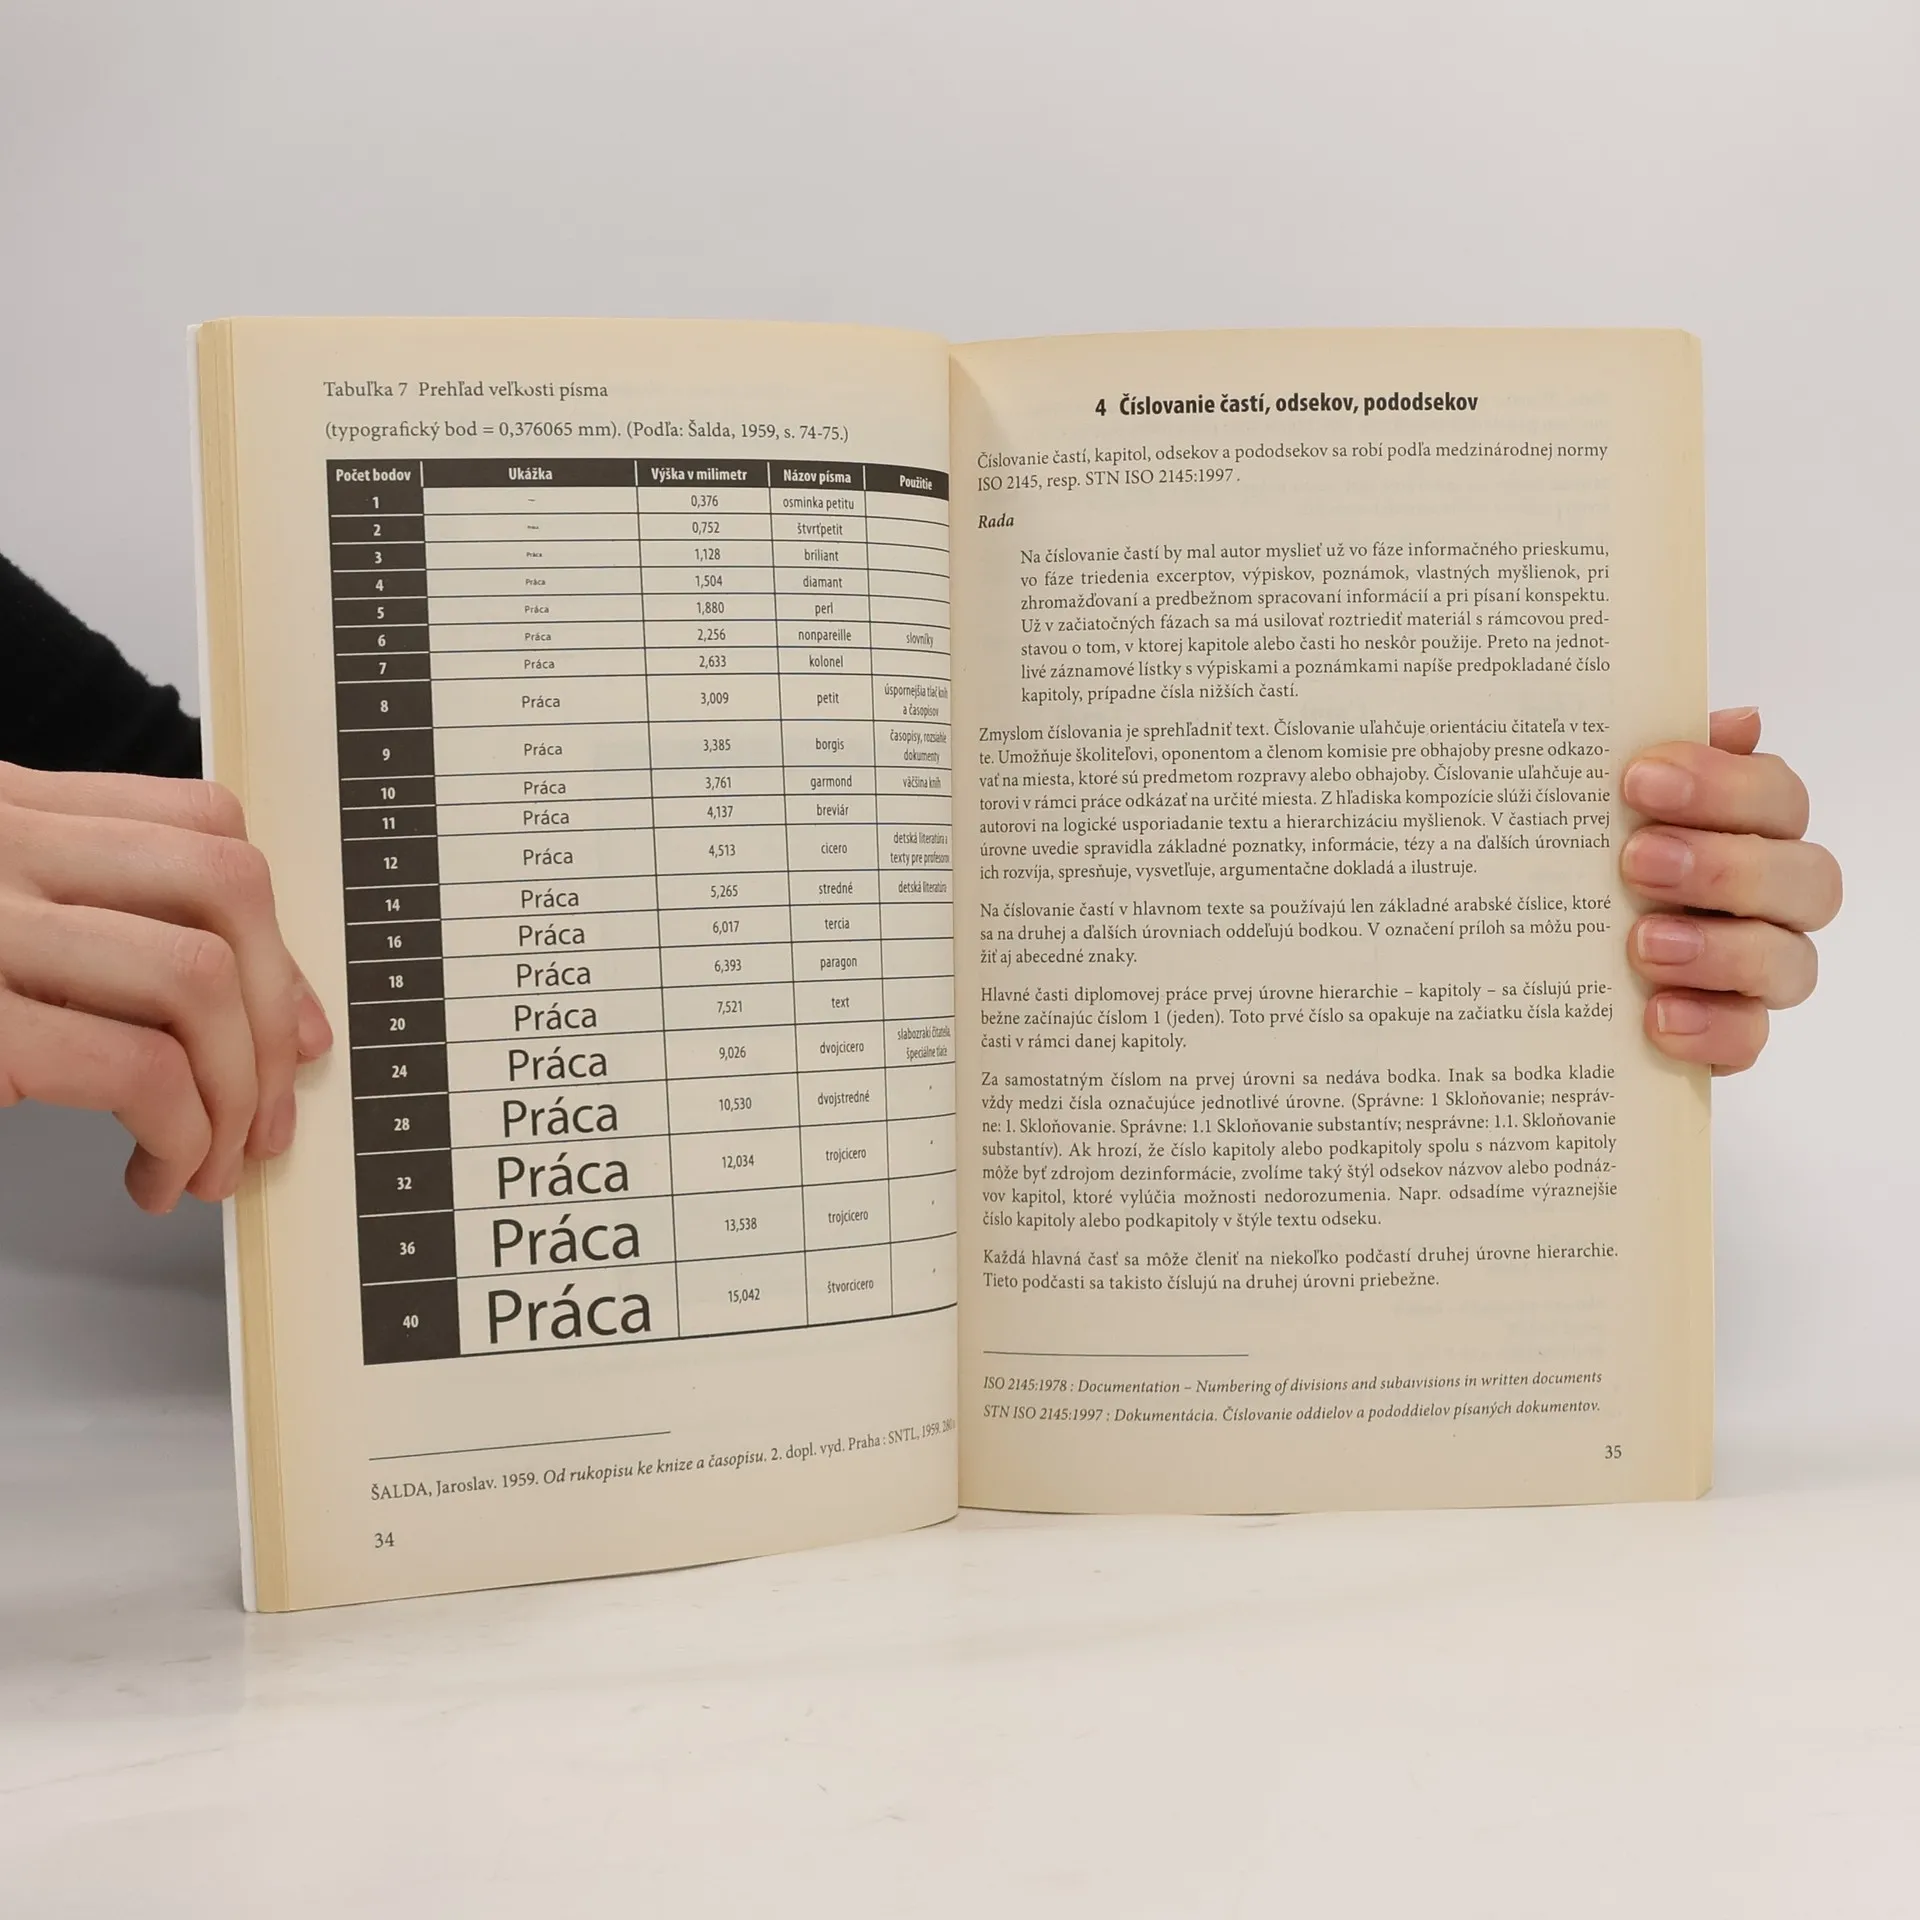 Tabuľka 7 Prehľad veľkosti písma
(typografický bod = 0,376065 mm). (Podľa: Šalda, 1959, s. 74-75.)
Počet bodov Ukážka Výška v milimetr Názov písma Použitie
1 0,376 osminka petitu
2 Práca 0,752 štvrťpetit
3 Práca 1,128 briliant
4 Práca 1,504 diamant
5 Práca 1,880 perl
6 Práca 2,256 nonpareille slovníky
7 Práca 2,633 kolonel
8 Práca 3,009 petit úspornejšia tlač kníh
a časopisov
9 Práca 3,385 borgis časopisy, rozsiahle
dokumenty
10 Práca 3,761 garmond väčšina kníh
11 Práca 4,137 breviár
12 Práca 4,513 cicero detská literatúra a
texty pre profesorov
14 Práca 5,265 stredné detská literatúra
16 Práca 6,017 tercia
18 Práca 6,393 paragon
20 Práca 7,521 text
24 Práca 9,026 dvojcicero slabozrakí čitatelia,
špeciálne tlače
28 Práca 10,530 dvojstredné
32 Práca 12,034 trojcicero
36 Práca 13,538 trojcicero
40 Práca 15,042 štvorcicero
ŠALDA, Jaroslav. 1959. Od rukopisu ke knize a časopisu. 2. dopl. vyd. Praha : SNTL, 1959. 280 s
34
4 Číslovanie častí, odsekov, pododsekov
Číslovanie častí, kapitol, odsekov a pododsekov sa robí podľa medzinárodnej normy
ISO 2145, resp. STN ISO 2145:1997.
Rada
Na číslovanie častí by mal autor myslieť už vo fáze informačného prieskumu,
vo fáze triedenia excerptov, výpiskov, poznámok, vlastných myšlienok, pri
zhromažďovaní a predbežnom spracovaní informácií a pri písaní konspektu.
Už v začiatočných fázach sa má usilovať roztriediť materiál s rámcovou pred-
stavou o tom, v ktorej kapitole alebo časti ho neskôr použije. Preto na jednot-
livé záznamové lístky s výpiskami a poznámkami napíše predpokladané číslo
kapitoly, prípadne čísla nižších častí.
Zmyslom číslovania je sprehľadniť text. Číslovanie uľahčuje orientáciu čitateľa v tex-
te. Umožňuje školiteľovi, oponentom a členom komisie pre obhajoby presne odkazo-
vať na miesta, ktoré sú predmetom rozpravy alebo obhajoby. Číslovanie uľahčuje au-
torovi v rámci práce odkázať na určité miesta. Z hľadiska kompozície slúži číslovanie
autorovi na logické usporiadanie textu a hierarchizáciu myšlienok. V častiach prvej
úrovne uvedie spravidla základné poznatky, informácie, tézy a na ďalších úrovniach
ich rozvíja, spresňuje, vysvetľuje, argumentačne dokladá a ilustruje.
Na číslovanie častí v hlavnom texte sa používajú len základné arabské číslice, ktoré
sa na druhej a ďalších úrovniach oddeľujú bodkou. V označení príloh sa môžu pou-
žiť aj abecedné znaky.
Hlavné časti diplomovej práce prvej úrovne hierarchie – kapitoly – sa číslujú prie-
bežne začínajúc číslom 1 (jeden). Toto prvé číslo sa opakuje na začiatku čísla každej
časti v rámci danej kapitoly.
Za samostatným číslom na prvej úrovni sa nedáva bodka. Inak sa bodka kladie
vždy medzi čísla označujúce jednotlivé úrovne. (Správne: 1 Skloňovanie; nespráv-
ne: 1. Skloňovanie. Správne: 1.1 Skloňovanie substantív; nesprávne: 1.1. Skloňovanie
substantív). Ak hrozí, že číslo kapitoly alebo podkapitoly spolu s názvom kapitoly
môže byť zdrojom dezinformácie, zvolíme taký štýl odsekov názvov alebo podnáz-
vov kapitol, ktoré vylúčia možnosti nedorozumenia. Napr. odsadíme výraznejšie
číslo kapitoly alebo podkapitoly v štýle textu odseku.
Každá hlavná časť sa môže členiť na niekoľko podčastí druhej úrovne hierarchie.
Tieto podčasti sa takisto číslujú na druhej úrovni priebežne.
ISO 2145:1978 : Documentation – Numbering of divisions and subdivisions in written documents
STN ISO 2145:1997 : Dokumentácia. Číslovanie oddielov a pododdielov písaných dokumentov.
35